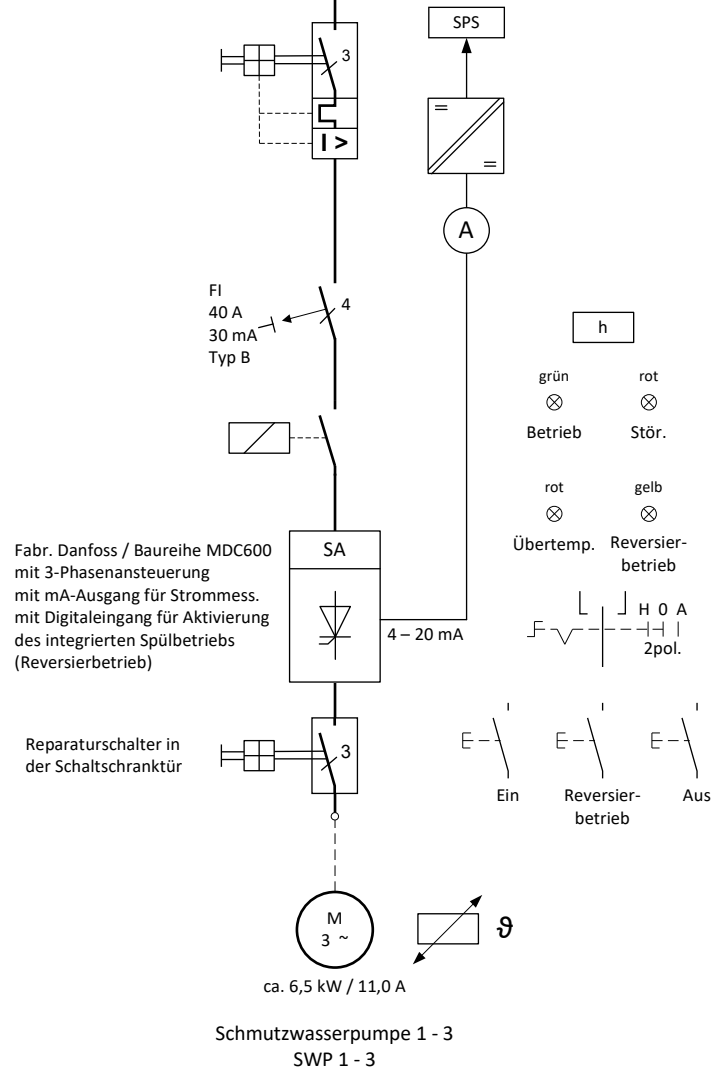 SPS
3
I >
A
FI
40 A
30 mA
Typ B
4
h
grün
rot
Betrieb
Stör.
rot
gelb
Übertemp.
Reversier-
betrieb
Fabr. Danfoss / Baureihe MDC600
mit 3-Phasenansteuerung
mit mA-Ausgang für Strommess.
mit Digitaleingang für Aktivierung
des integrierten Spülbetriebs
(Reversierbetrieb)
SA
4 – 20 mA
H 0 A
2pol.
Reparaturschalter in
der Schaltschranktür
3
Ein
Reversier-
betrieb
Aus
M
3 ~
ϑ
ca. 6,5 kW / 11,0 A
Schmutzwasserpumpe 1 - 3
SWP 1 - 3